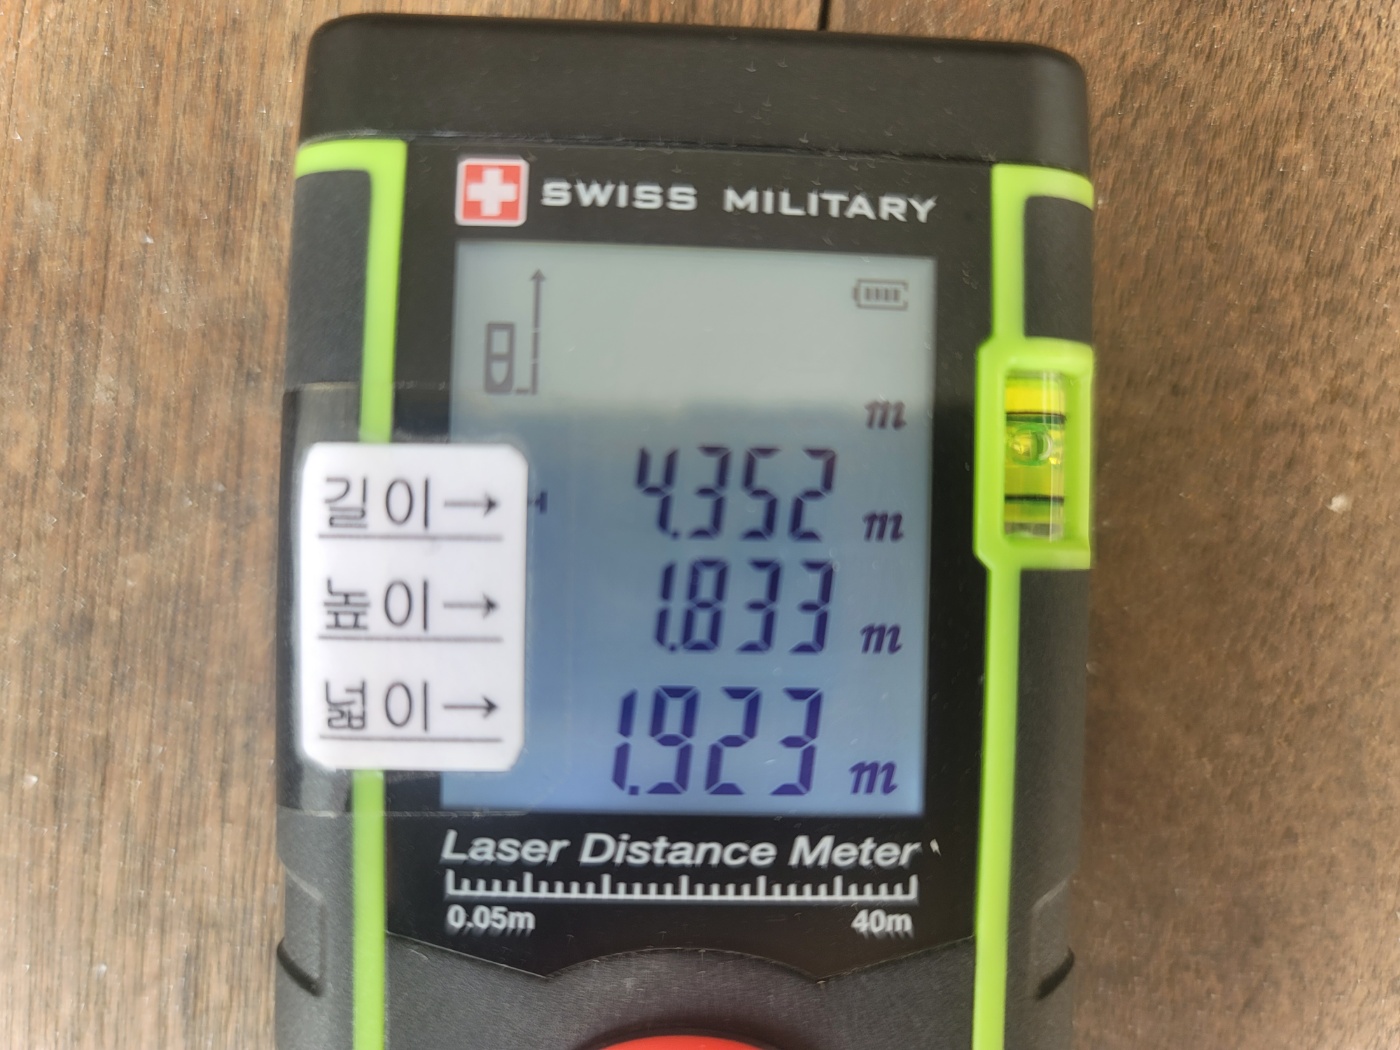 SWISS MILITARY
m
길이→ 4.352 m
높이→ 1.833 m
넓이→ 1.923 m
Laser Distance Meter
0.05m 40m